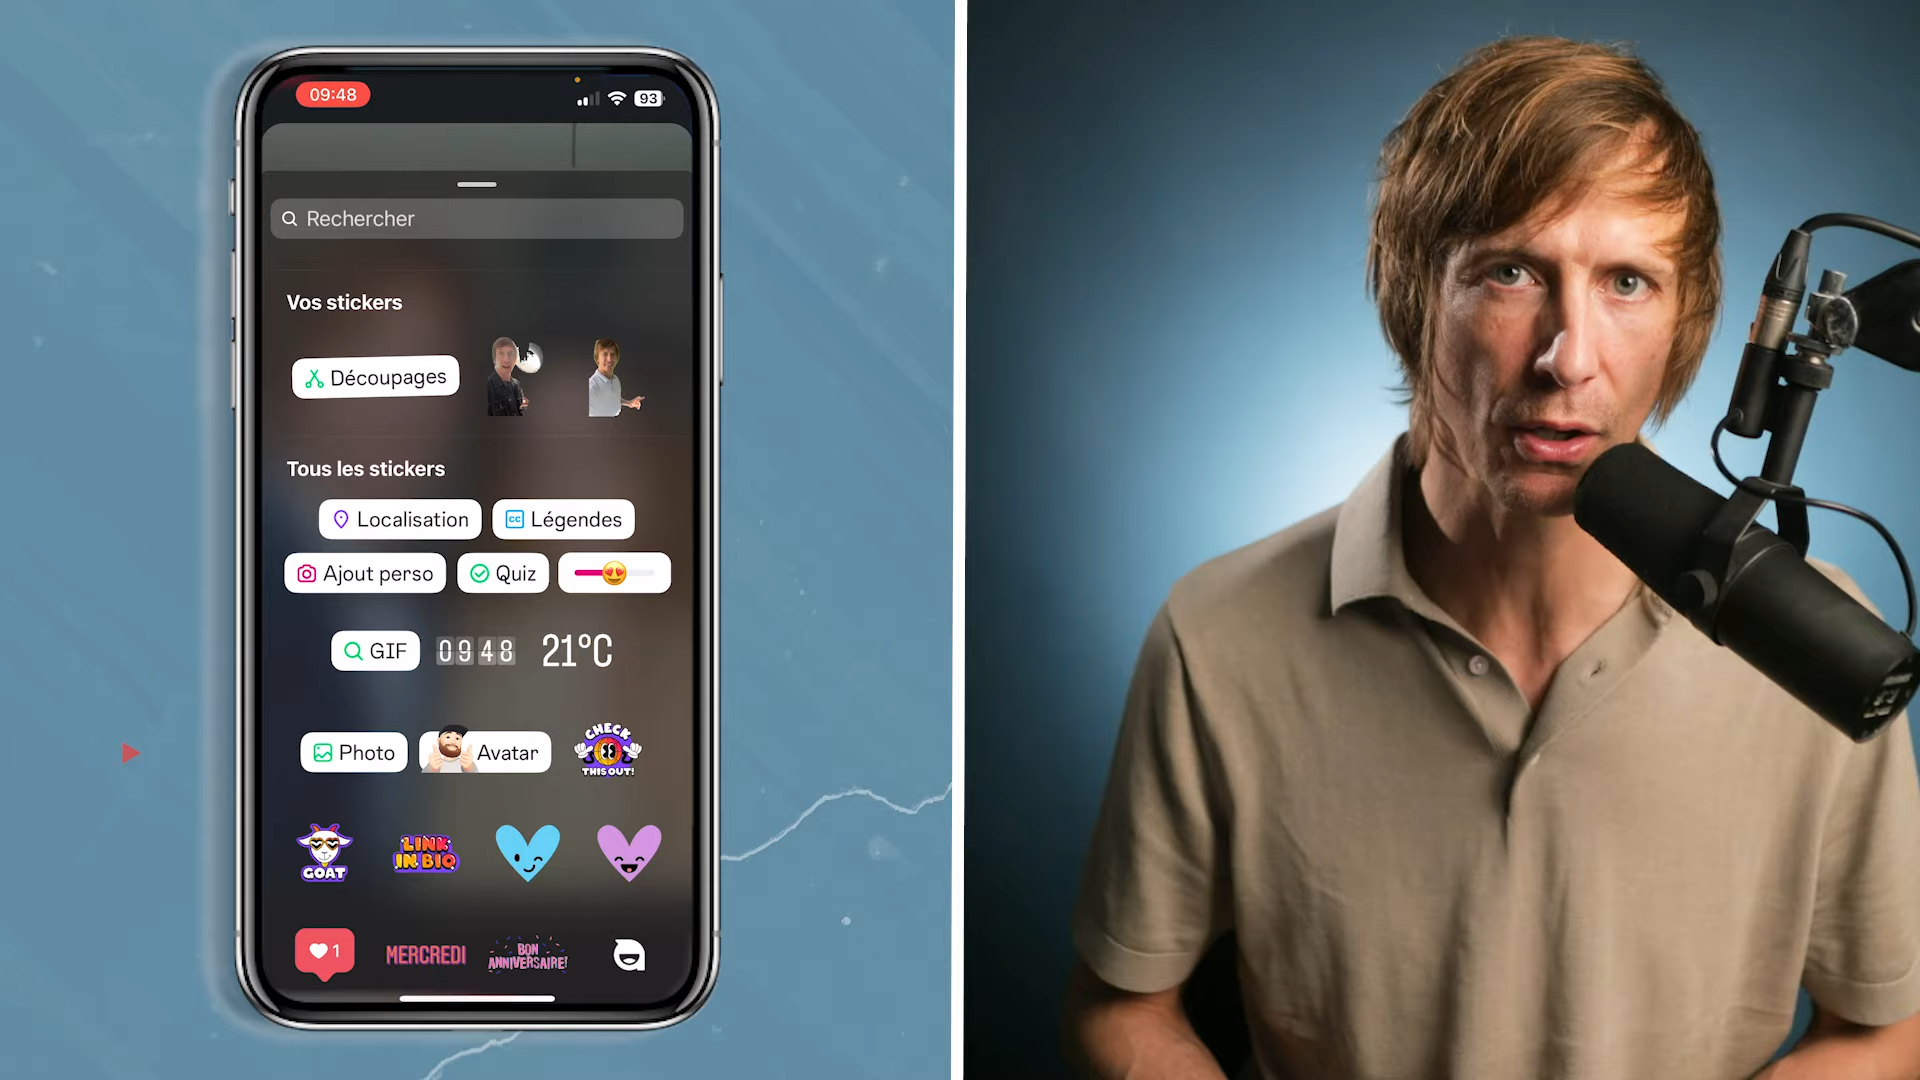 09:48
93
Rechercher
Vos stickers
Découpages
Tous les stickers
Localisation
Légendes
Ajout perso
Quiz
GIF
09 48
21°C
Photo
Avatar
CHECK
THIS OUT!
GOAT
LINK
IN BIO
1
MERCREDI
BON
ANNIVERSAIRE!